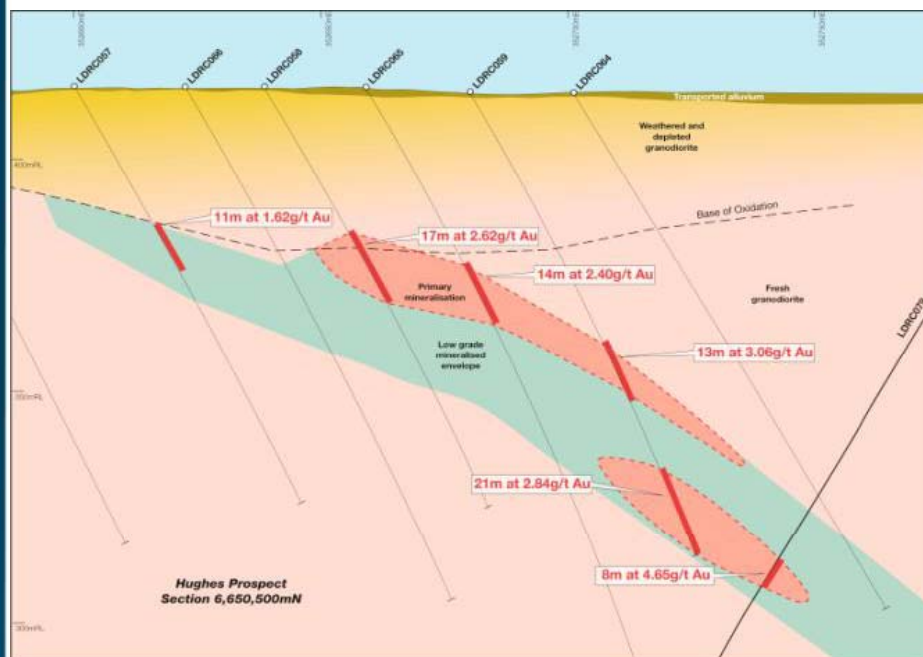 LDRC057
LDRC066
LDRC058
LDRC065
LDRC059
LDRC064
Transported alluvium
Weathered and
depleted
granodiorite
400mRL
Base of Oxidation
11m at 1.62g/t Au
17m at 2.62g/t Au
14m at 2.40g/t Au
Primary
mineralisation
Fresh
granodiorite
Low grade
mineralised
envelope
13m at 3.06g/t Au
350mRL
21m at 2.84g/t Au
8m at 4.65g/t Au
Hughes Prospect
Section 6,650,500mN
300mRL